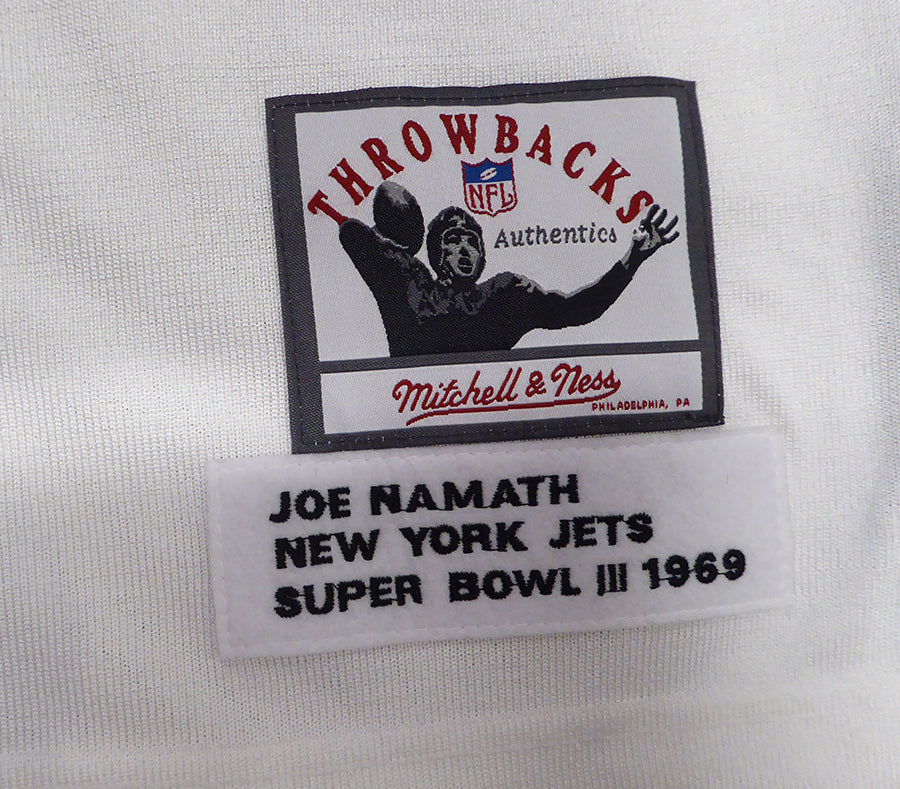 THROWBACKS
NFL
Authentics
Mitchell & Ness
PHILADELPHIA, PA
JOE NAMATH
NEW YORK JETS
SUPER BOWL III 1969